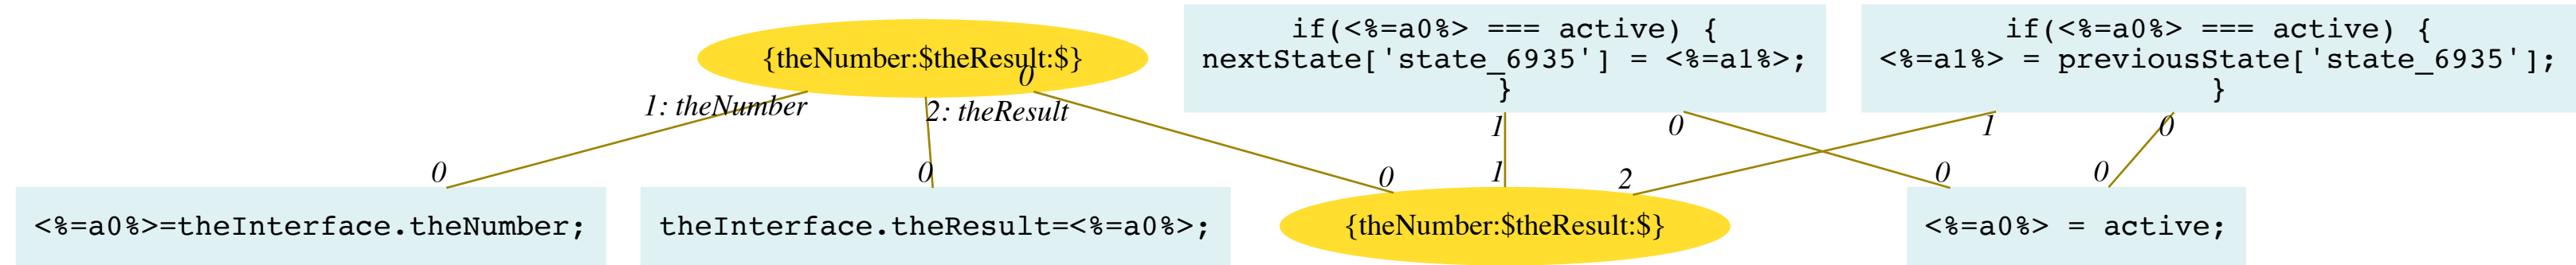 {theNumber:$theResult:$}
if(<%=a0%> === active) {
nextState['state_6935'] = <%=a1%>;
}
if(<%=a0%> === active) {
<%=a1%> = previousState['state_6935'];
}
0
1: theNumber
2: theResult
1
0
1
0
0
0
0
1
2
0
0
<%=a0%>=theInterface.theNumber;
theInterface.theResult=<%=a0%>;
{theNumber:$theResult:$}
<%=a0%> = active;